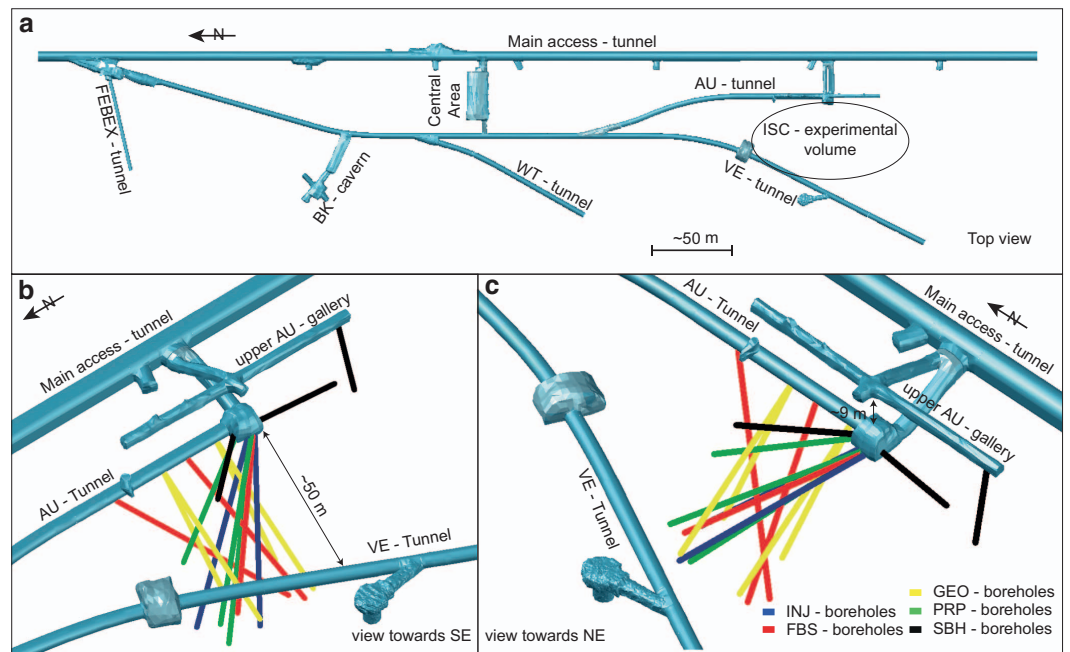 a
N
Main access - tunnel
FEBEX - tunnel
Central
Area
AU - tunnel
ISC - experimental
volume
BK - cavern
WT - tunnel
VE - tunnel
~50 m
Top view
b
N
Main access - tunnel
upper AU - gallery
AU - Tunnel
~50 m
VE - Tunnel
view towards SE
c
AU - Tunnel
Main access - tunnel
N
~9 m
upper AU - gallery
VE - Tunnel
view towards NE
INJ - boreholes
FBS - boreholes
GEO - boreholes
PRP - boreholes
SBH - boreholes